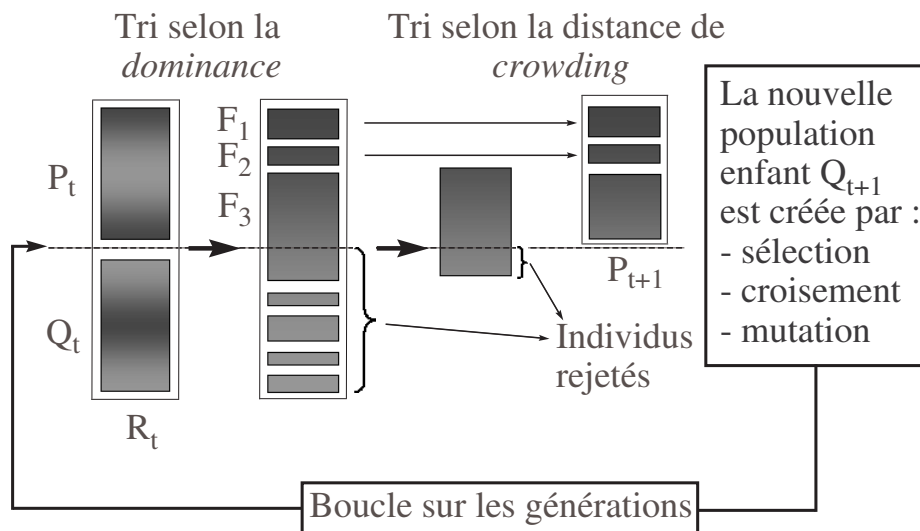 Tri selon la
dominance
Tri selon la distance de
crowding
P_t
Q_t
R_t
F_1
F_2
F_3
P_{t+1}
Individus
rejetés
La nouvelle
population
enfant Q_{t+1}
est créée par :
- sélection
- croisement
- mutation
Boucle sur les générations